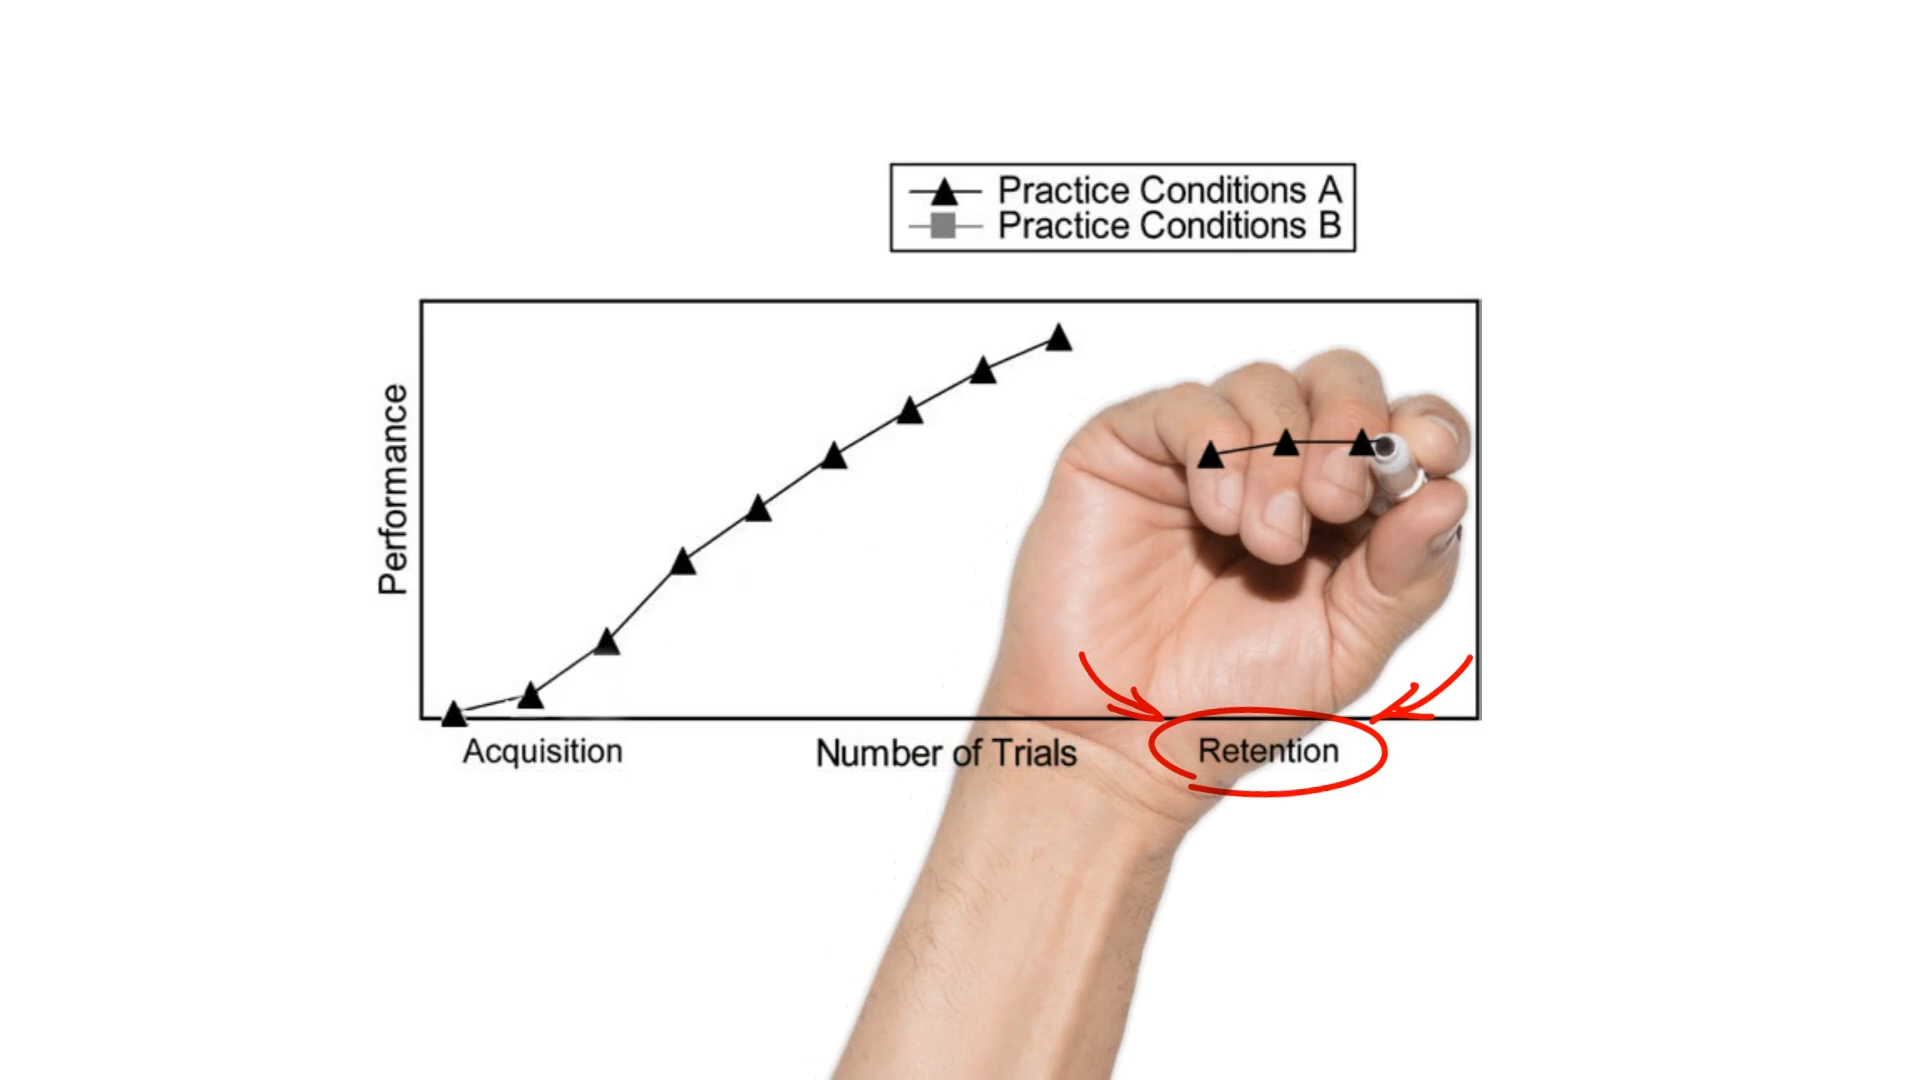 Practice Conditions A
Practice Conditions B
Performance
Acquisition
Number of Trials
Retention